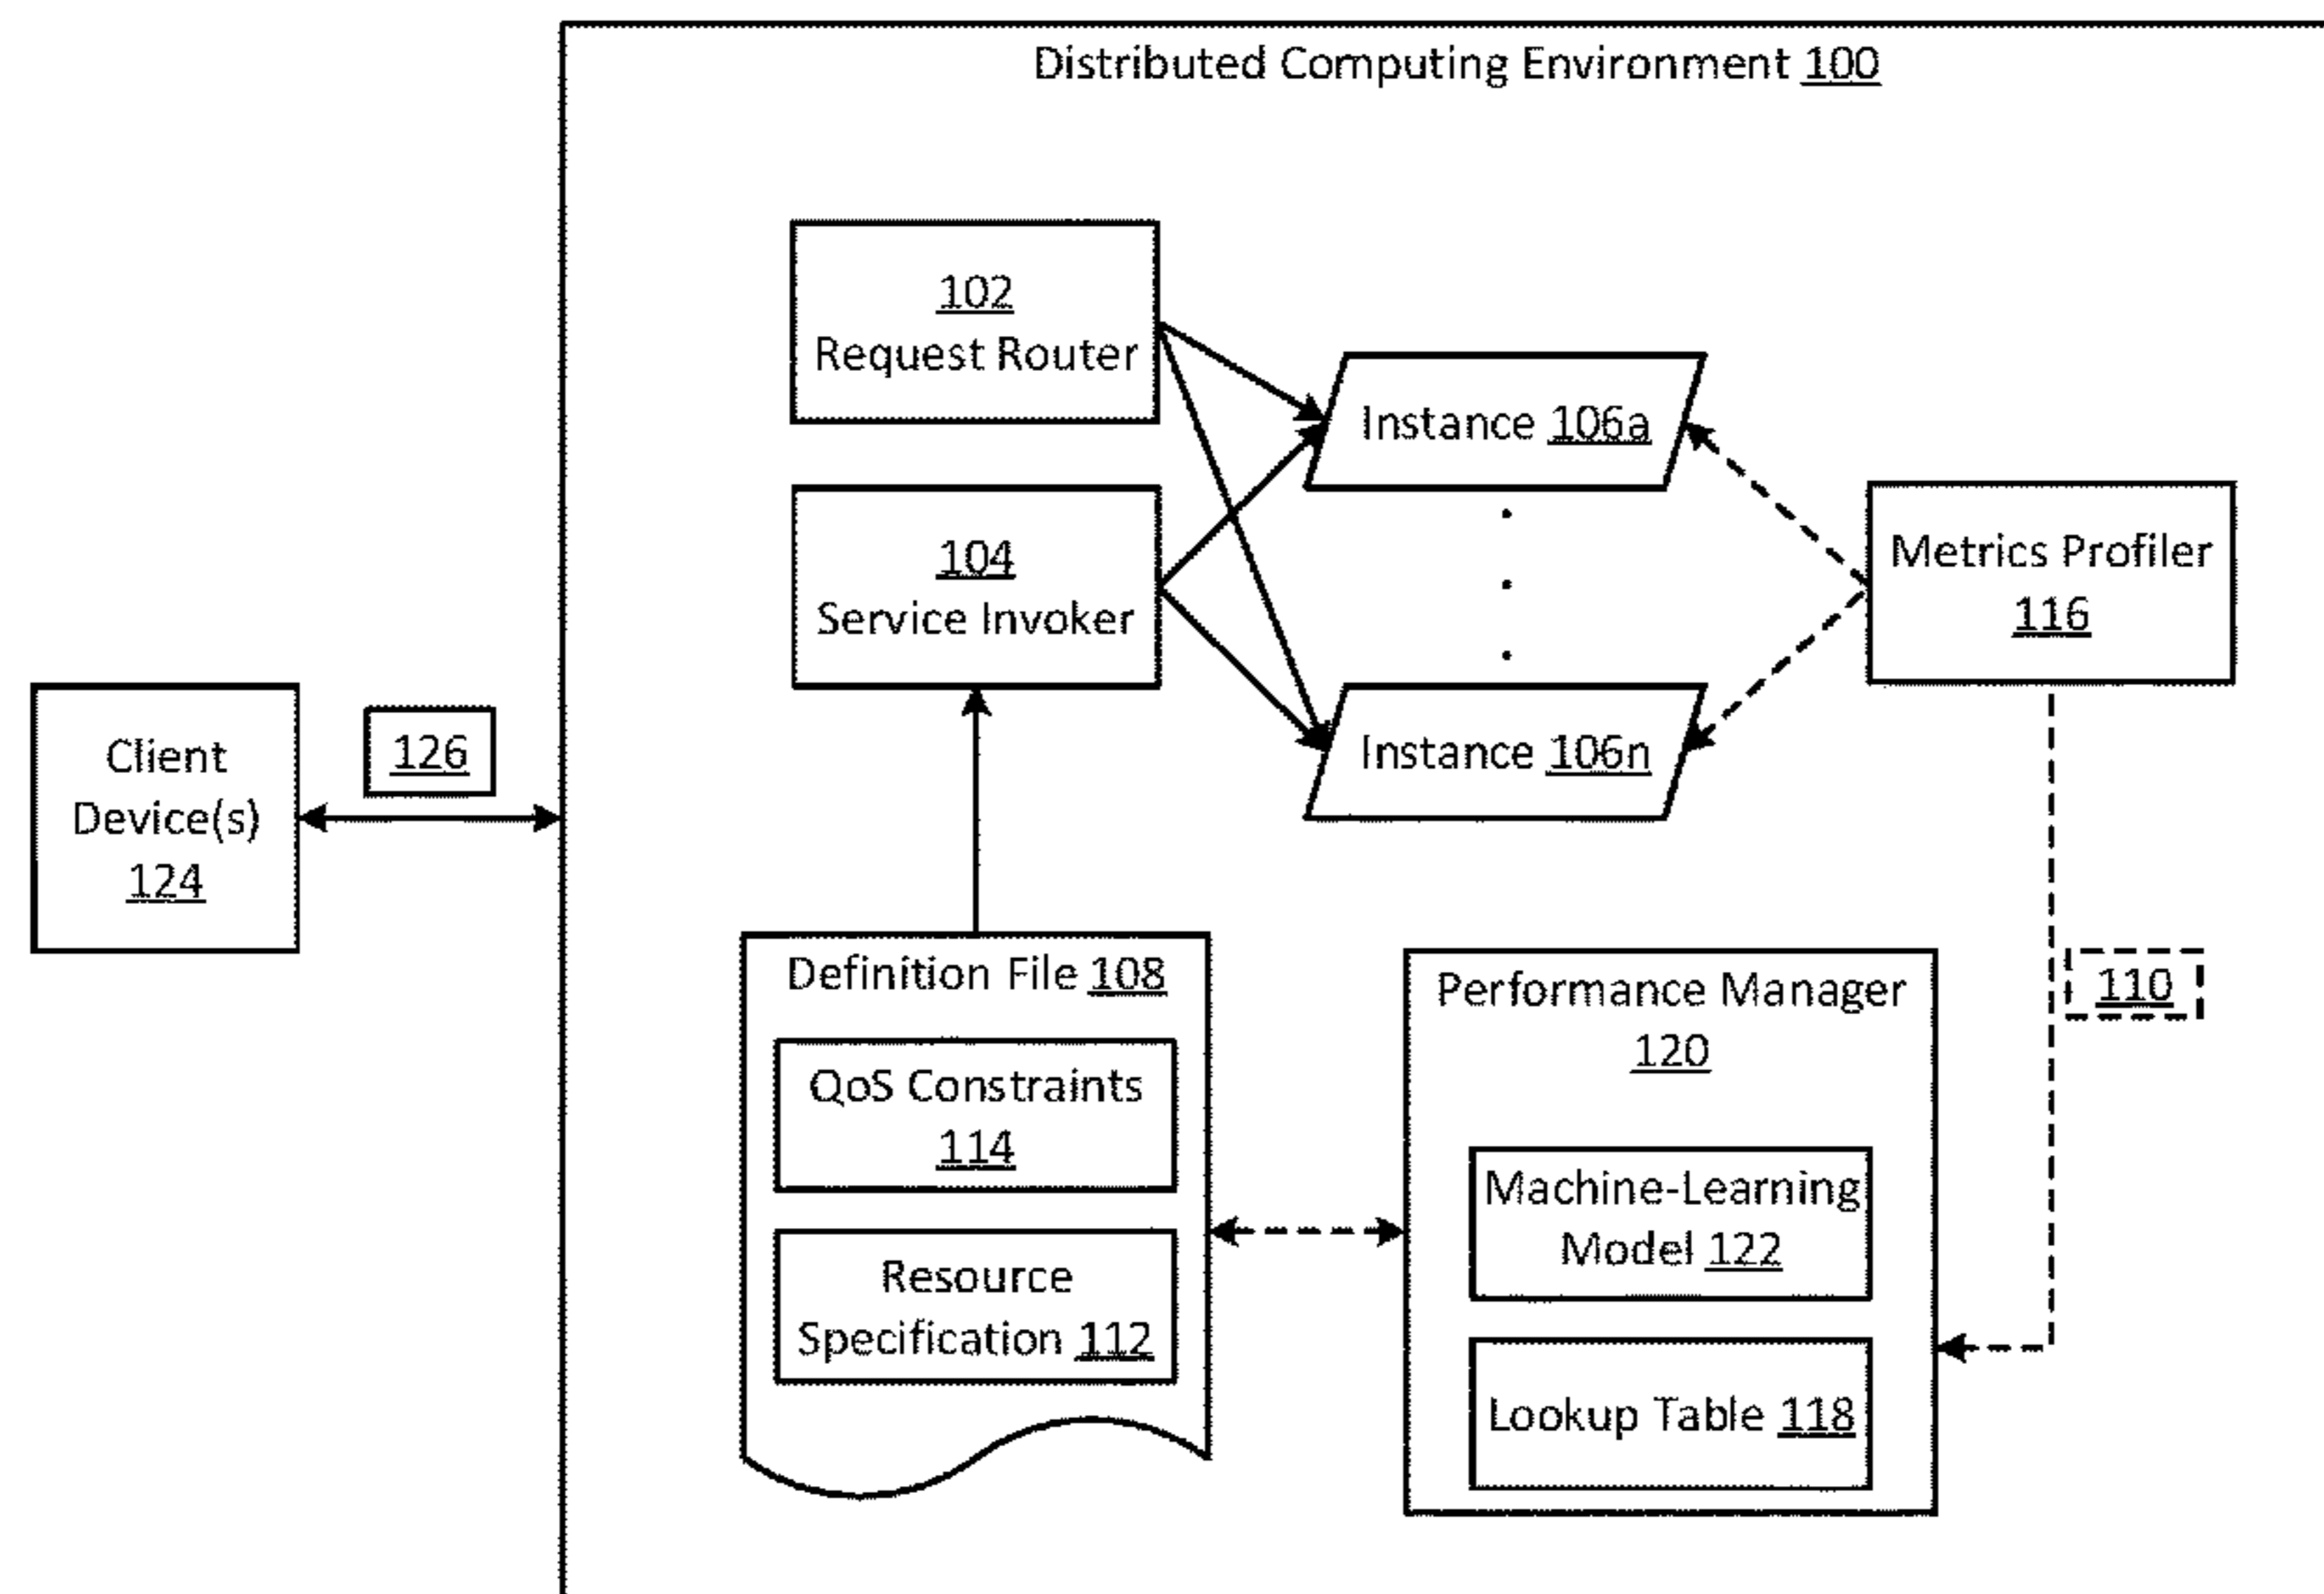 Distributed Computing Environment 100
102
Request Router
Instance 106a
104
Service Invoker
Metrics Profiler
116
Instance 106n
Client
Device(s)
124
126
Definition File 108
QoS Constraints
114
Resource
Specification 112
Performance Manager
120
110
Machine-Learning
Model 122
Lookup Table 118